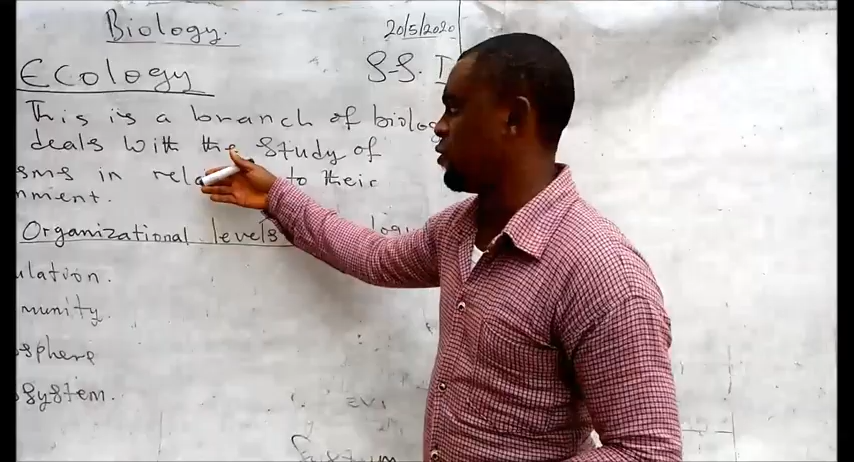 Biology.
20/5/2020
Ecology
S-S.
This is a branch of biolog
deals with the study of
sms in rela to their
nment.
Organizational levels
ulation.
munity
sphere
system.
System